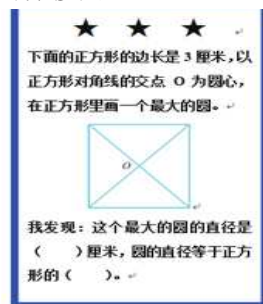 ★ ★ ★
下面的正方形的边长是3厘米,以
正方形对角线的交点 O 为圆心,
在正方形里画一个最大的圆。
O
我发现:这个最大的圆的直径是
( )厘米,圆的直径等于正方
形的( )。